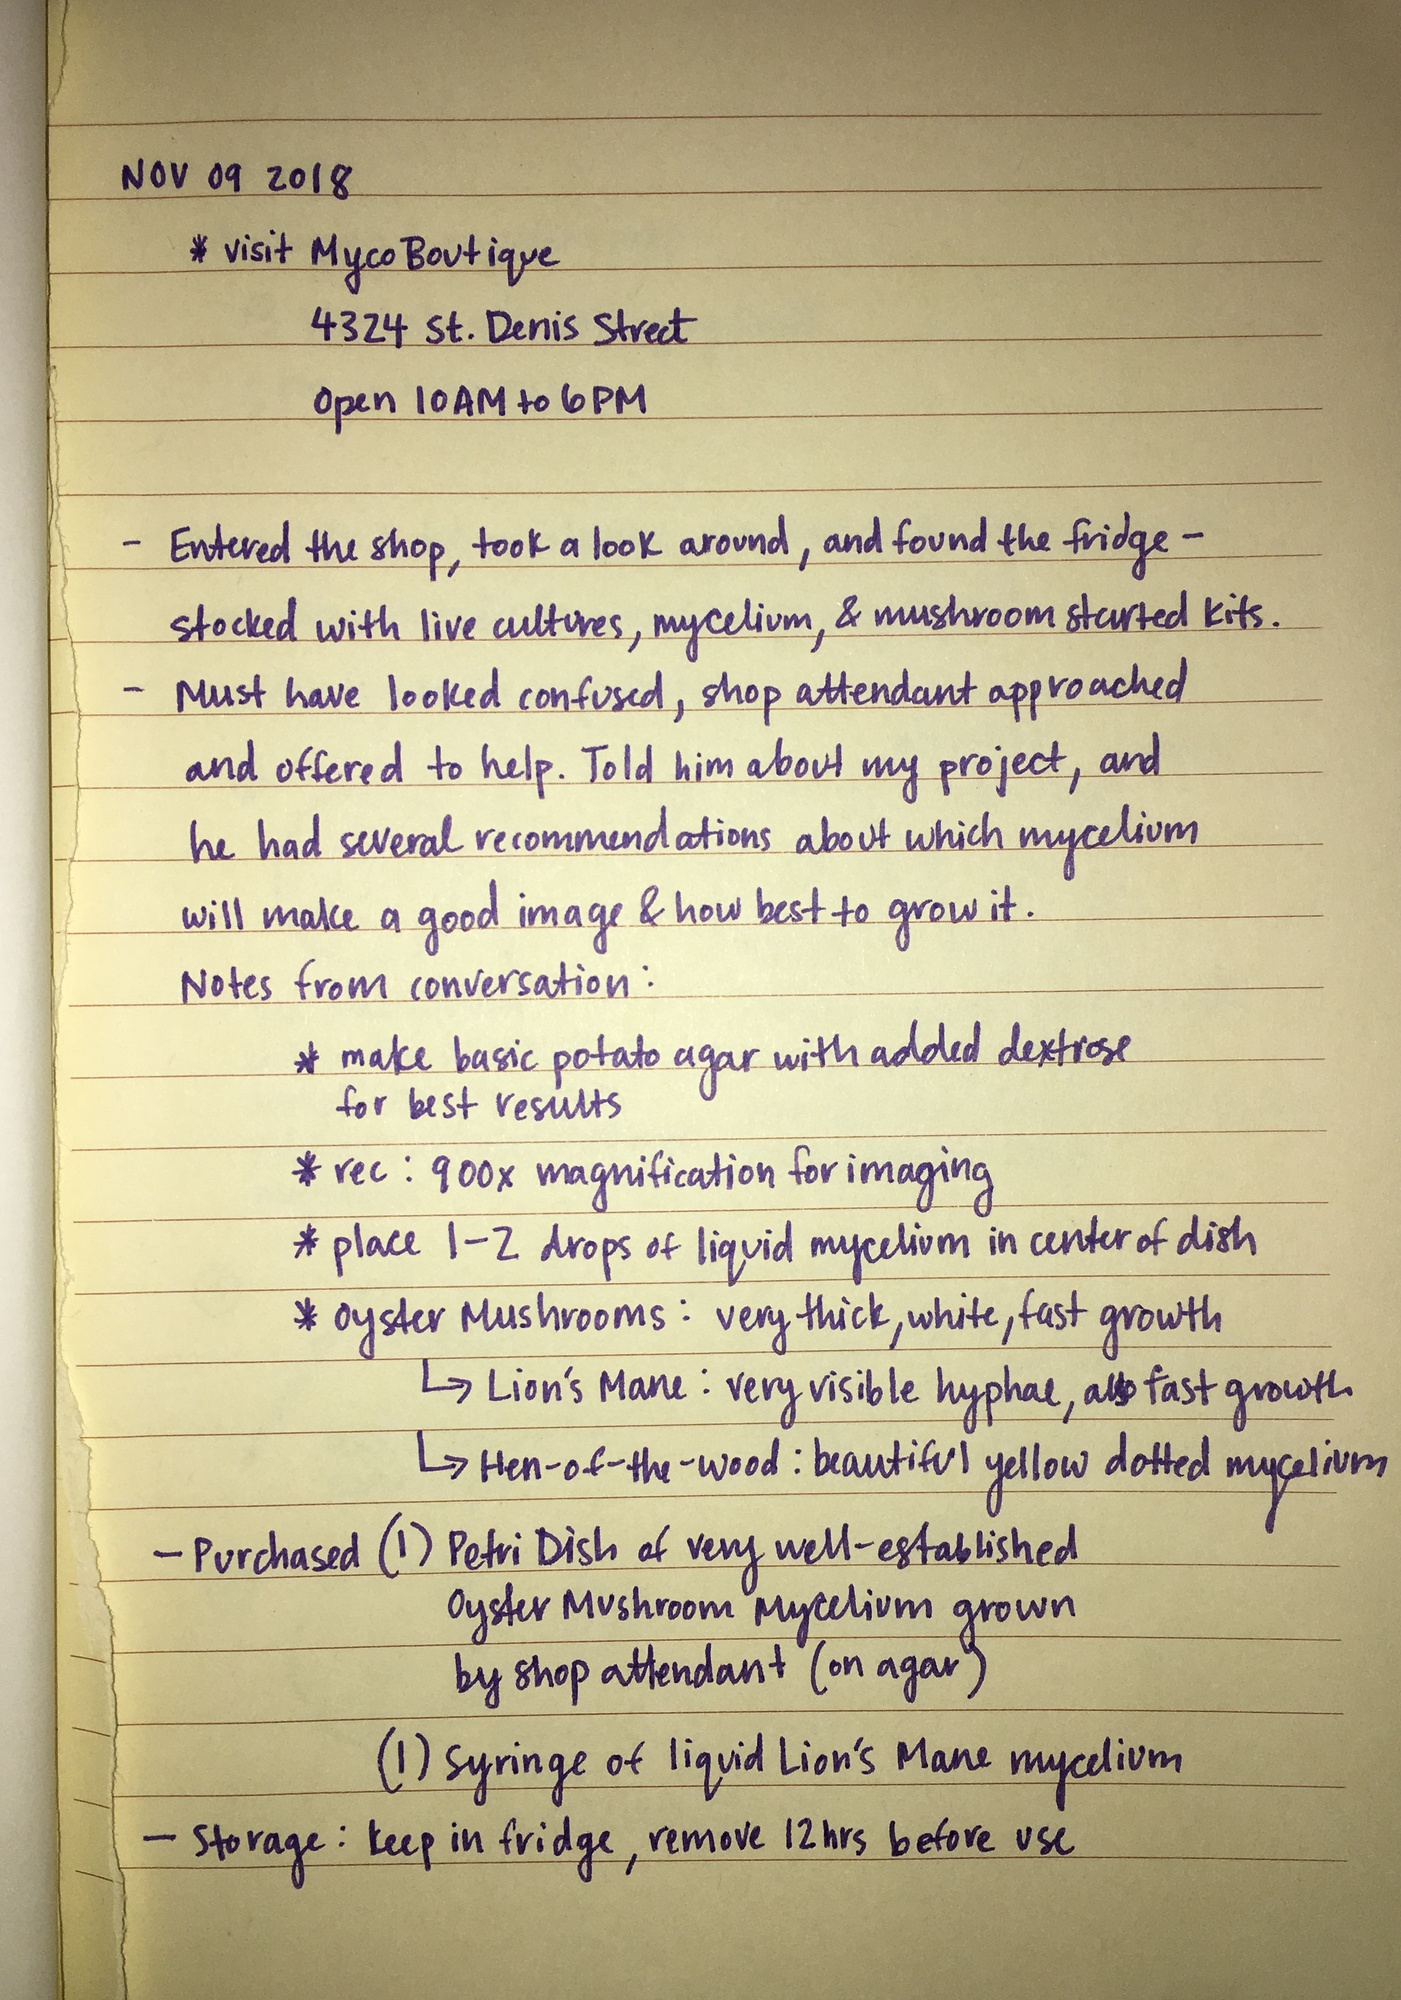 NOV 09 2018
* visit MycoBoutique
4324 St. Denis Street
Open 10AM to 6PM
- Entered the shop, took a look around, and found the fridge -
stocked with live cultures, mycelium, & mushroom started kits.
- Must have looked confused, shop attendant approached
and offered to help. Told him about my project, and
he had several recommendations about which mycelium
will make a good image & how best to grow it.
Notes from conversation:
* make basic potato agar with added dextrose
for best results
* rec: 900x magnification for imaging
* place 1-2 drops of liquid mycelium in center of dish
* Oyster Mushrooms: very thick, white, fast growth
↳ Lion's Mane: very visible hyphae, also fast growth
↳ Hen-of-the-wood: beautiful yellow dotted mycelium
- Purchased (1) Petri Dish of very well-established
Oyster Mushroom Mycelium grown
by shop attendant (on agar)
(1) Syringe of liquid Lion's Mane mycelium
- Storage: keep in fridge, remove 12hrs before use